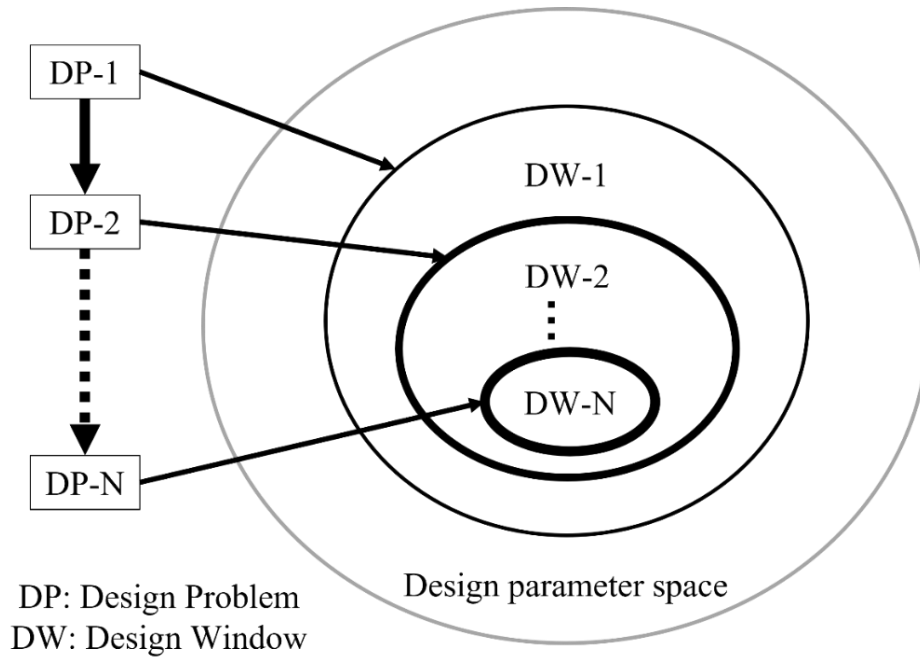 DP-1
DW-1
DP-2
DW-2
DW-N
DP-N
Design parameter space
DP: Design Problem
DW: Design Window